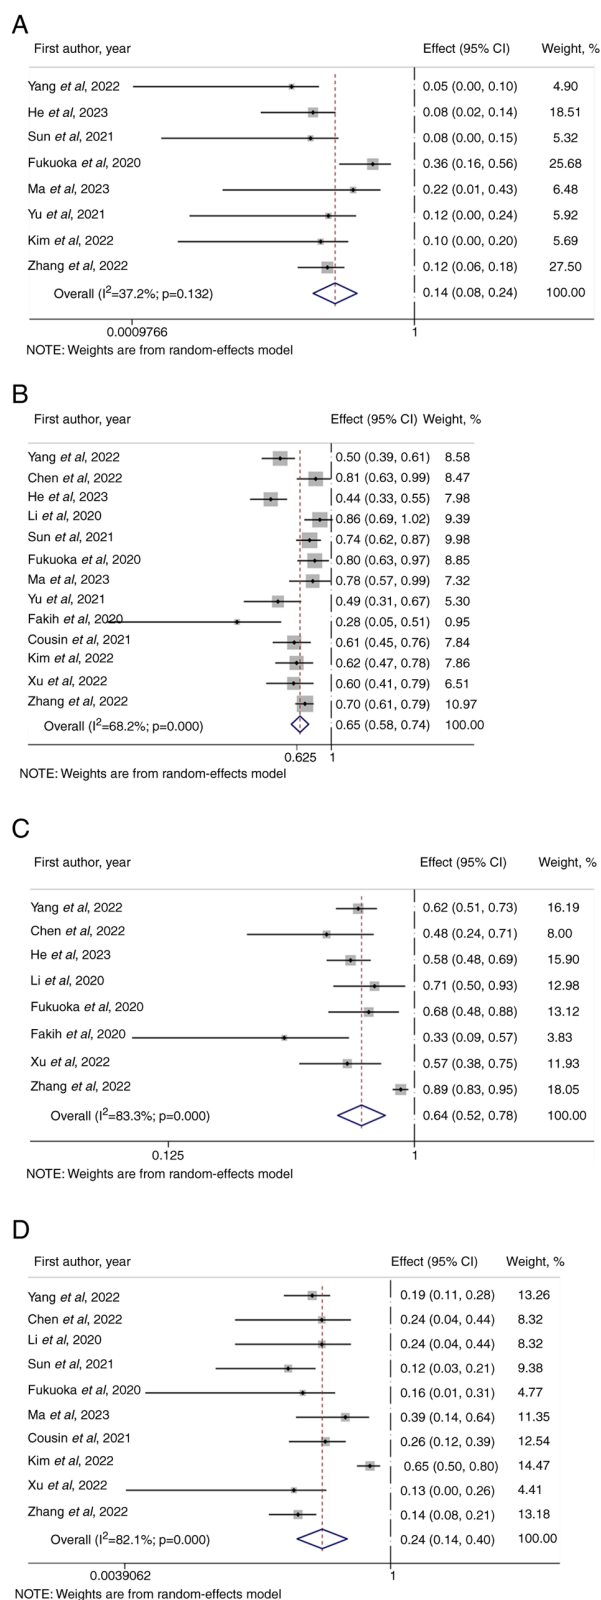 A
First author, year Effect (95% CI) Weight, %
Yang et al, 2022 0.05 (0.00, 0.10) 4.90
He et al, 2023 0.08 (0.02, 0.14) 18.51
Sun et al, 2021 0.08 (0.00, 0.15) 5.32
Fukuoka et al, 2020 0.36 (0.16, 0.56) 25.68
Ma et al, 2023 0.22 (0.01, 0.43) 6.48
Yu et al, 2021 0.12 (0.00, 0.24) 5.92
Kim et al, 2022 0.10 (0.00, 0.20) 5.69
Zhang et al, 2022 0.12 (0.06, 0.18) 27.50
Overall (I²=37.2%; p=0.132) 0.14 (0.08, 0.24) 100.00
0.0009766 1
NOTE: Weights are from random-effects model
B
First author, year Effect (95% CI) Weight, %
Yang et al, 2022 0.50 (0.39, 0.61) 8.58
Chen et al, 2022 0.81 (0.63, 0.99) 8.47
He et al, 2023 0.44 (0.33, 0.55) 7.98
Li et al, 2020 0.86 (0.69, 1.02) 9.39
Sun et al, 2021 0.74 (0.62, 0.87) 9.98
Fukuoka et al, 2020 0.80 (0.63, 0.97) 8.85
Ma et al, 2023 0.78 (0.57, 0.99) 7.32
Yu et al, 2021 0.49 (0.31, 0.67) 5.30
Fakih et al, 2020 0.28 (0.05, 0.51) 0.95
Cousin et al, 2021 0.61 (0.45, 0.76) 7.84
Kim et al, 2022 0.62 (0.47, 0.78) 7.86
Xu et al, 2022 0.60 (0.41, 0.79) 6.51
Zhang et al, 2022 0.70 (0.61, 0.79) 10.97
Overall (I²=68.2%; p=0.000) 0.65 (0.58, 0.74) 100.00
0.625 1
NOTE: Weights are from random-effects model
C
First author, year Effect (95% CI) Weight, %
Yang et al, 2022 0.62 (0.51, 0.73) 16.19
Chen et al, 2022 0.48 (0.24, 0.71) 8.00
He et al, 2023 0.58 (0.48, 0.69) 15.90
Li et al, 2020 0.71 (0.50, 0.93) 12.98
Fukuoka et al, 2020 0.68 (0.48, 0.88) 13.12
Fakih et al, 2020 0.33 (0.09, 0.57) 3.83
Xu et al, 2022 0.57 (0.38, 0.75) 11.93
Zhang et al, 2022 0.89 (0.83, 0.95) 18.05
Overall (I²=83.3%; p=0.000) 0.64 (0.52, 0.78) 100.00
0.125 1
NOTE: Weights are from random-effects model
D
First author, year Effect (95% CI) Weight, %
Yang et al, 2022 0.19 (0.11, 0.28) 13.26
Chen et al, 2022 0.24 (0.04, 0.44) 8.32
Li et al, 2020 0.24 (0.04, 0.44) 8.32
Sun et al, 2021 0.12 (0.03, 0.21) 9.38
Fukuoka et al, 2020 0.16 (0.01, 0.31) 4.77
Ma et al, 2023 0.39 (0.14, 0.64) 11.35
Cousin et al, 2021 0.26 (0.12, 0.39) 12.54
Kim et al, 2022 0.65 (0.50, 0.80) 14.47
Xu et al, 2022 0.13 (0.00, 0.26) 4.41
Zhang et al, 2022 0.14 (0.08, 0.21) 13.18
Overall (I²=82.1%; p=0.000) 0.24 (0.14, 0.40) 100.00
0.0039062 1
NOTE: Weights are from random-effects model